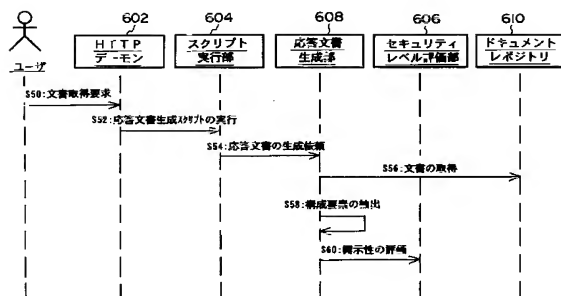 602
604
608
606
610
HTTP
デーモン
スクリプト
実行部
応答文書
生成部
セキュリティ
レベル評価部
ドキュメント
レポジトリ
ユーザ
S50:文書取得要求
S52:応答文書生成スクリプトの実行
S54:応答文書の生成依頼
S56:文書の取得
S58:構成要素の抽出
S60:開示性の評価